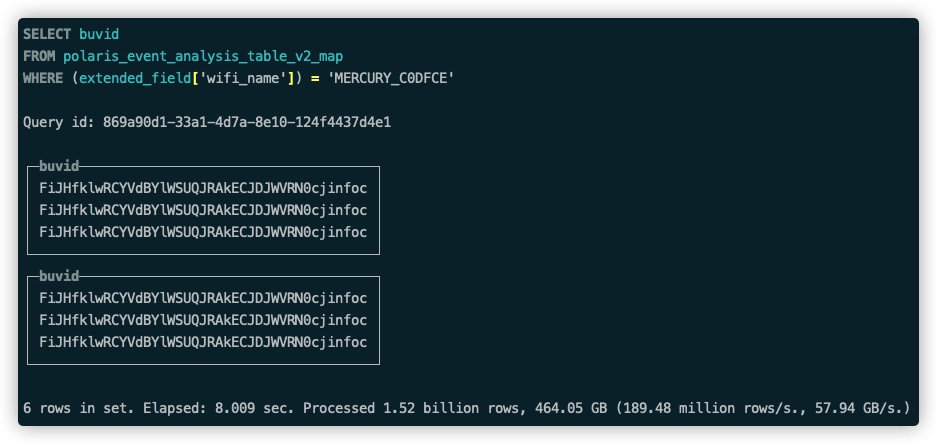 SELECT buvid
FROM polaris_event_analysis_table_v2_map
WHERE (extended_field['wifi_name']) = 'MERCURY_C0DFCE'
Query id: 869a90d1-33a1-4d7a-8e10-124f4437d4e1
buvid
FiJHfklwRCYVdBYlWSUQJRAkECJDJWVRN0cjinfoc
FiJHfklwRCYVdBYlWSUQJRAkECJDJWVRN0cjinfoc
FiJHfklwRCYVdBYlWSUQJRAkECJDJWVRN0cjinfoc
buvid
FiJHfklwRCYVdBYlWSUQJRAkECJDJWVRN0cjinfoc
FiJHfklwRCYVdBYlWSUQJRAkECJDJWVRN0cjinfoc
FiJHfklwRCYVdBYlWSUQJRAkECJDJWVRN0cjinfoc
6 rows in set. Elapsed: 8.009 sec. Processed 1.52 billion rows, 464.05 GB (189.48 million rows/s., 57.94 GB/s.)